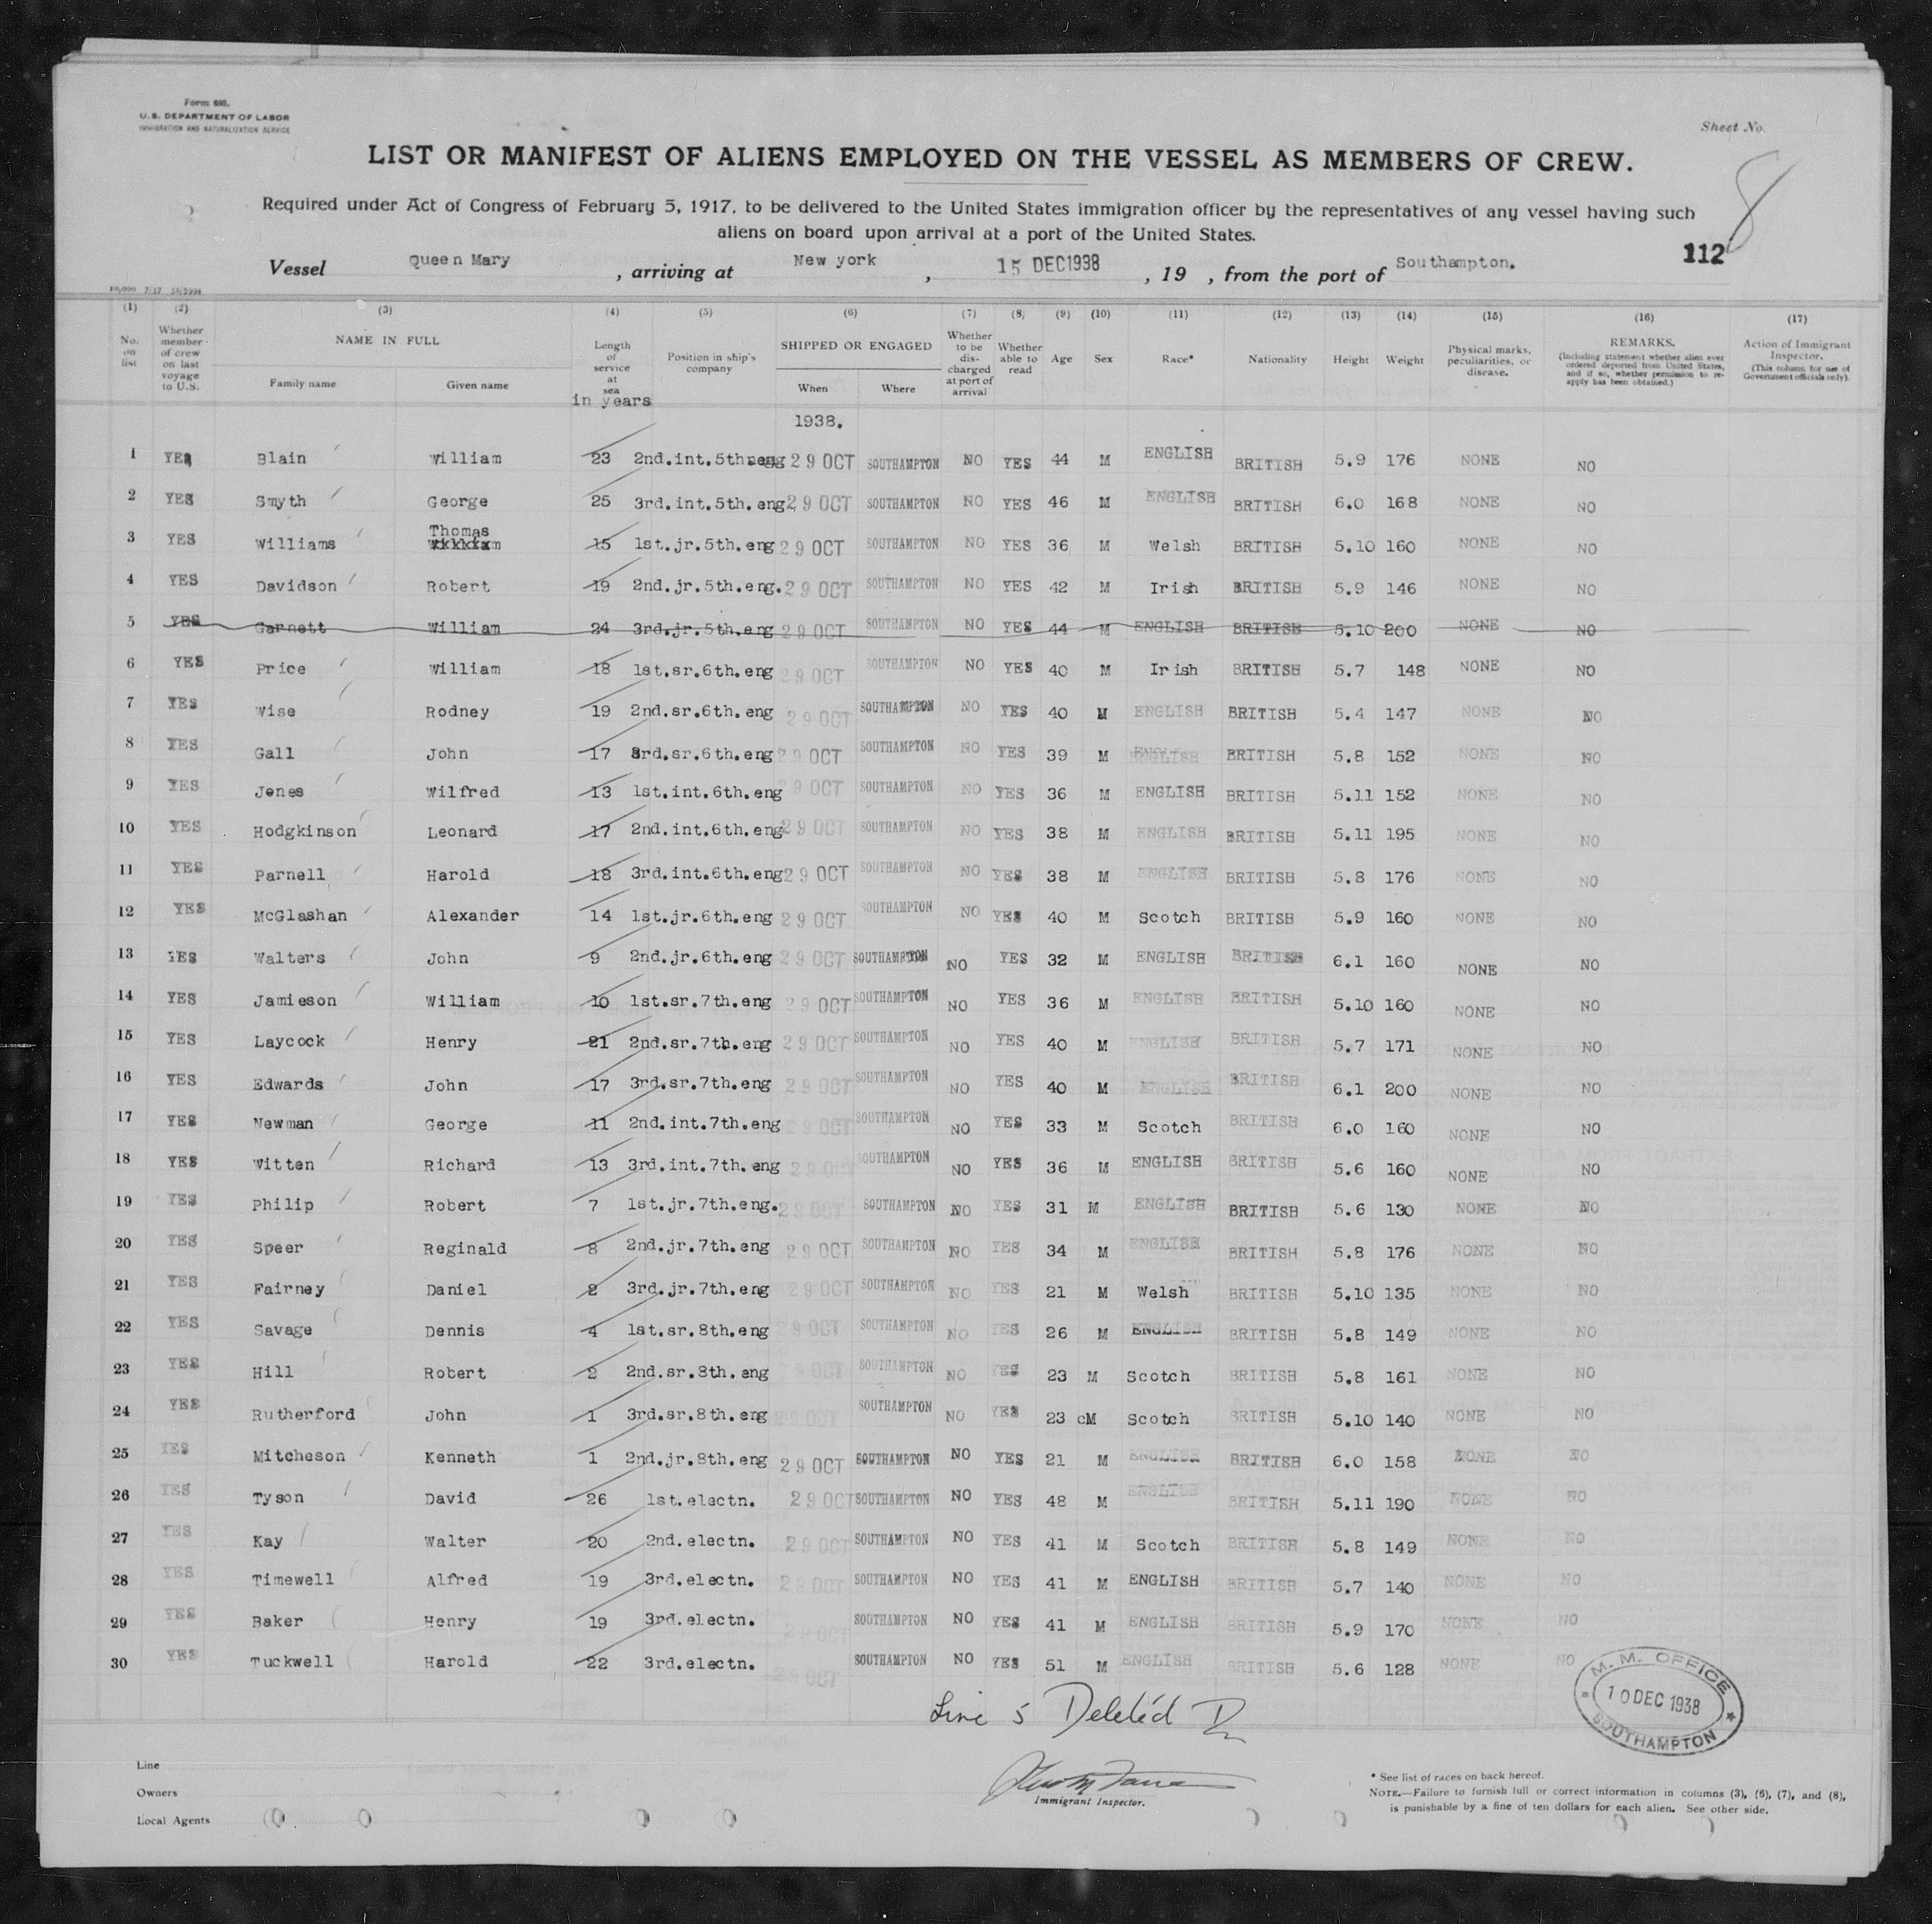 Form 680.
U. S. DEPARTMENT OF LABOR
IMMIGRATION AND NATURALIZATION SERVICE
Sheet No.
8
LIST OR MANIFEST OF ALIENS EMPLOYED ON THE VESSEL AS MEMBERS OF CREW.
Required under Act of Congress of February 5, 1917, to be delivered to the United States immigration officer by the representatives of any vessel having such
aliens on board upon arrival at a port of the United States.
112
Vessel Queen Mary , arriving at New york , 15 DEC1938 , 19 , from the port of Southampton.
(1) (2) (3) (4) (5) (6) (7) (8) (9) (10) (11) (12) (13) (14) (15) (16) (17)
No. on list Whether member of crew on last voyage to U.S. NAME IN FULL Family name Given name Length of service at sea in years Position in ship's company SHIPPED OR ENGAGED When Where Whether to be discharged at port of arrival Whether able to read Age Sex Race* Nationality Height Weight Physical marks, peculiarities, or disease. REMARKS. (Including statement whether alien ever ordered deported from United States, and if so, whether permission to reapply has been obtained.) Action of Immigrant Inspector. (This column for use of Government officials only).
1938.
1 YES Blain William 23 2nd.int.5th eng 29 OCT SOUTHAMPTON NO YES 44 M ENGLISH BRITISH 5.9 176 NONE NO
2 YES Smyth George 25 3rd.int.5th.eng 29 OCT SOUTHAMPTON NO YES 46 M ENGLISH BRITISH 6.0 168 NONE NO
3 YES Williams Thomas 15 1st.jr.5th.eng 29 OCT SOUTHAMPTON NO YES 36 M Welsh BRITISH 5.10 160 NONE NO
4 YES Davidson Robert 19 2nd.jr.5th.eng. 29 OCT SOUTHAMPTON NO YES 42 M Irish BRITISH 5.9 146 NONE NO
5 YES Garnett William 24 3rd.jr.5th.eng 29 OCT SOUTHAMPTON NO YES 44 M ENGLISH BRITISH 5.10 200 NONE NO
6 YES Price William 18 1st.sr.6th.eng 29 OCT SOUTHAMPTON NO YES 40 M Irish BRITISH 5.7 148 NONE NO
7 YES Wise Rodney 19 2nd.sr.6th.eng 29 OCT SOUTHAMPTON NO YES 40 M ENGLISH BRITISH 5.4 147 NONE NO
8 YES Gall John 17 3rd.sr.6th.eng 29 OCT SOUTHAMPTON NO YES 39 M ENGLISH BRITISH 5.8 152 NONE NO
9 YES Jones Wilfred 13 1st.int.6th.eng 29 OCT SOUTHAMPTON NO YES 36 M ENGLISH BRITISH 5.11 152 NONE NO
10 YES Hodgkinson Leonard 17 2nd.int.6th.eng 29 OCT SOUTHAMPTON NO YES 38 M ENGLISH BRITISH 5.11 195 NONE NO
11 YES Parnell Harold 18 3rd.int.6th.eng 29 OCT SOUTHAMPTON NO YES 38 M ENGLISH BRITISH 5.8 176 NONE NO
12 YES McGlashan Alexander 14 1st.jr.6th.eng 29 OCT SOUTHAMPTON NO YES 40 M Scotch BRITISH 5.9 160 NONE NO
13 YES Walters John 9 2nd.jr.6th.eng 29 OCT SOUTHAMPTON NO YES 32 M ENGLISH BRITISH 6.1 160 NONE NO
14 YES Jamieson William 10 1st.sr.7th.eng 29 OCT SOUTHAMPTON NO YES 36 M ENGLISH BRITISH 5.10 160 NONE NO
15 YES Laycock Henry 21 2nd.sr.7th.eng 29 OCT SOUTHAMPTON NO YES 40 M ENGLISH BRITISH 5.7 171 NONE NO
16 YES Edwards John 17 3rd.sr.7th.eng 29 OCT SOUTHAMPTON NO YES 40 M ENGLISH BRITISH 6.1 200 NONE NO
17 YES Newman George 11 2nd.int.7th.eng 29 OCT SOUTHAMPTON NO YES 33 M Scotch BRITISH 6.0 160 NONE NO
18 YES Witten Richard 13 3rd.int.7th.eng 29 OCT SOUTHAMPTON NO YES 36 M ENGLISH BRITISH 5.6 160 NONE NO
19 YES Philip Robert 7 1st.jr.7th.eng. 29 OCT SOUTHAMPTON NO YES 31 M ENGLISH BRITISH 5.6 130 NONE NO
20 YES Speer Reginald 8 2nd.jr.7th.eng 29 OCT SOUTHAMPTON NO YES 34 M ENGLISH BRITISH 5.8 176 NONE NO
21 YES Fairney Daniel 2 3rd.jr.7th.eng 29 OCT SOUTHAMPTON NO YES 21 M Welsh BRITISH 5.10 135 NONE NO
22 YES Savage Dennis 4 1st.sr.8th.eng 29 OCT SOUTHAMPTON NO YES 26 M ENGLISH BRITISH 5.8 149 NONE NO
23 YES Hill Robert 2 2nd.sr.8th.eng 29 OCT SOUTHAMPTON NO YES 23 M Scotch BRITISH 5.8 161 NONE NO
24 YES Rutherford John 1 3rd.sr.8th.eng 29 OCT SOUTHAMPTON NO YES 23 cM Scotch BRITISH 5.10 140 NONE NO
25 YES Mitcheson Kenneth 1 2nd.jr.8th.eng 29 OCT SOUTHAMPTON NO YES 21 M ENGLISH BRITISH 6.0 158 NONE NO
26 YES Tyson David 26 1st.electn. 29 OCT SOUTHAMPTON NO YES 48 M ENGLISH BRITISH 5.11 190 NONE NO
27 YES Kay Walter 20 2nd.electn. 29 OCT SOUTHAMPTON NO YES 41 M Scotch BRITISH 5.8 149 NONE NO
28 YES Timewell Alfred 19 3rd.electn. 29 OCT SOUTHAMPTON NO YES 41 M ENGLISH BRITISH 5.7 140 NONE NO
29 YES Baker Henry 19 3rd.electn. 29 OCT SOUTHAMPTON NO YES 41 M ENGLISH BRITISH 5.9 170 NONE NO
30 YES Tuckwell Harold 22 3rd.electn. 29 OCT SOUTHAMPTON NO YES 51 M ENGLISH BRITISH 5.6 128 NONE NO
Line 5 Deleted
M. M. OFFICE
10 DEC 1938
SOUTHAMPTON
Line
Owners
Local Agents
Immigrant Inspector.
* See list of races on back hereof.
NOTE.—Failure to furnish full or correct information in columns (3), (6), (7), and (8),
is punishable by a fine of ten dollars for each alien. See other side.